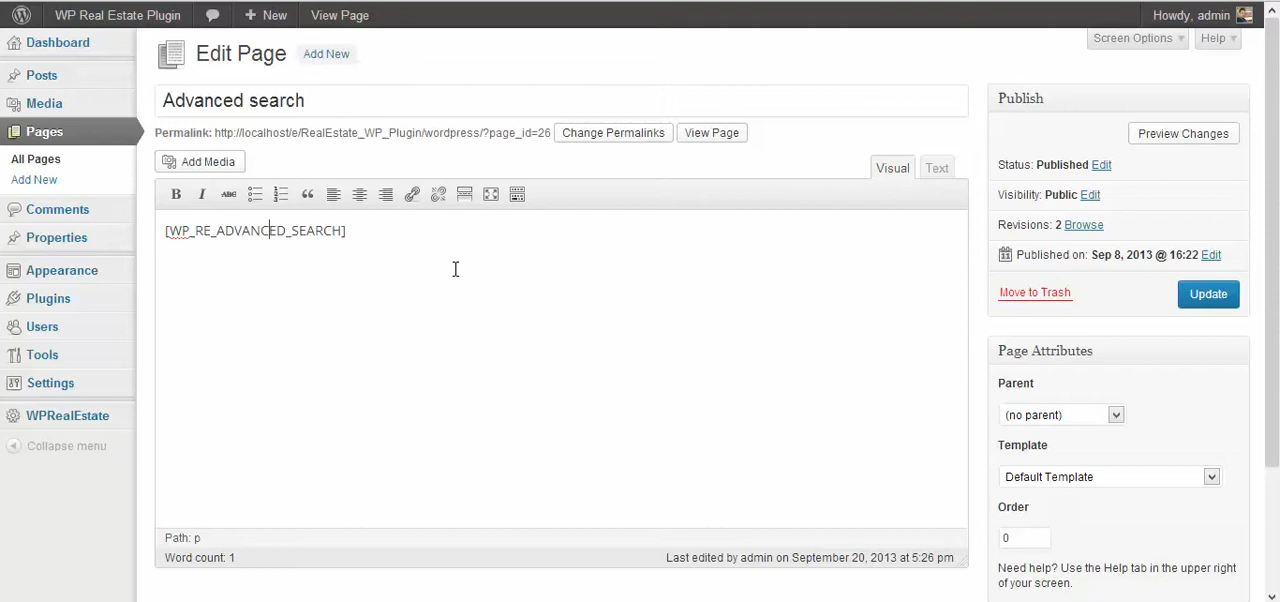 WP Real Estate Plugin
New
View Page
Howdy, admin
Screen Options
Help
Dashboard
Posts
Media
Pages
All Pages
Add New
Comments
Properties
Appearance
Plugins
Users
Tools
Settings
WPRealEstate
Collapse menu
Edit Page Add New
Advanced search
Permalink: http://localhost/e/RealEstate_WP_Plugin/wordpress/?page_id=26 Change Permalinks View Page
Add Media
Visual Text
B I ABC
[WP_RE_ADVANCED_SEARCH]
Path: p
Word count: 1
Last edited by admin on September 20, 2013 at 5:26 pm
Publish
Preview Changes
Status: Published Edit
Visibility: Public Edit
Revisions: 2 Browse
Published on: Sep 8, 2013 @ 16:22 Edit
Move to Trash
Update
Page Attributes
Parent
(no parent)
Template
Default Template
Order
0
Need help? Use the Help tab in the upper right
of your screen.